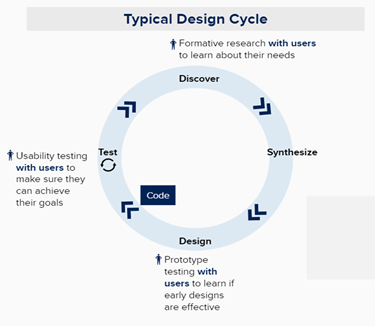 Typical Design Cycle
Formative research with users
to learn about their needs
Discover
Synthesize
Test
Usability testing
with users to
make sure they
can achieve
their goals
Code
Design
Prototype
testing with
users to learn if
early designs
are effective